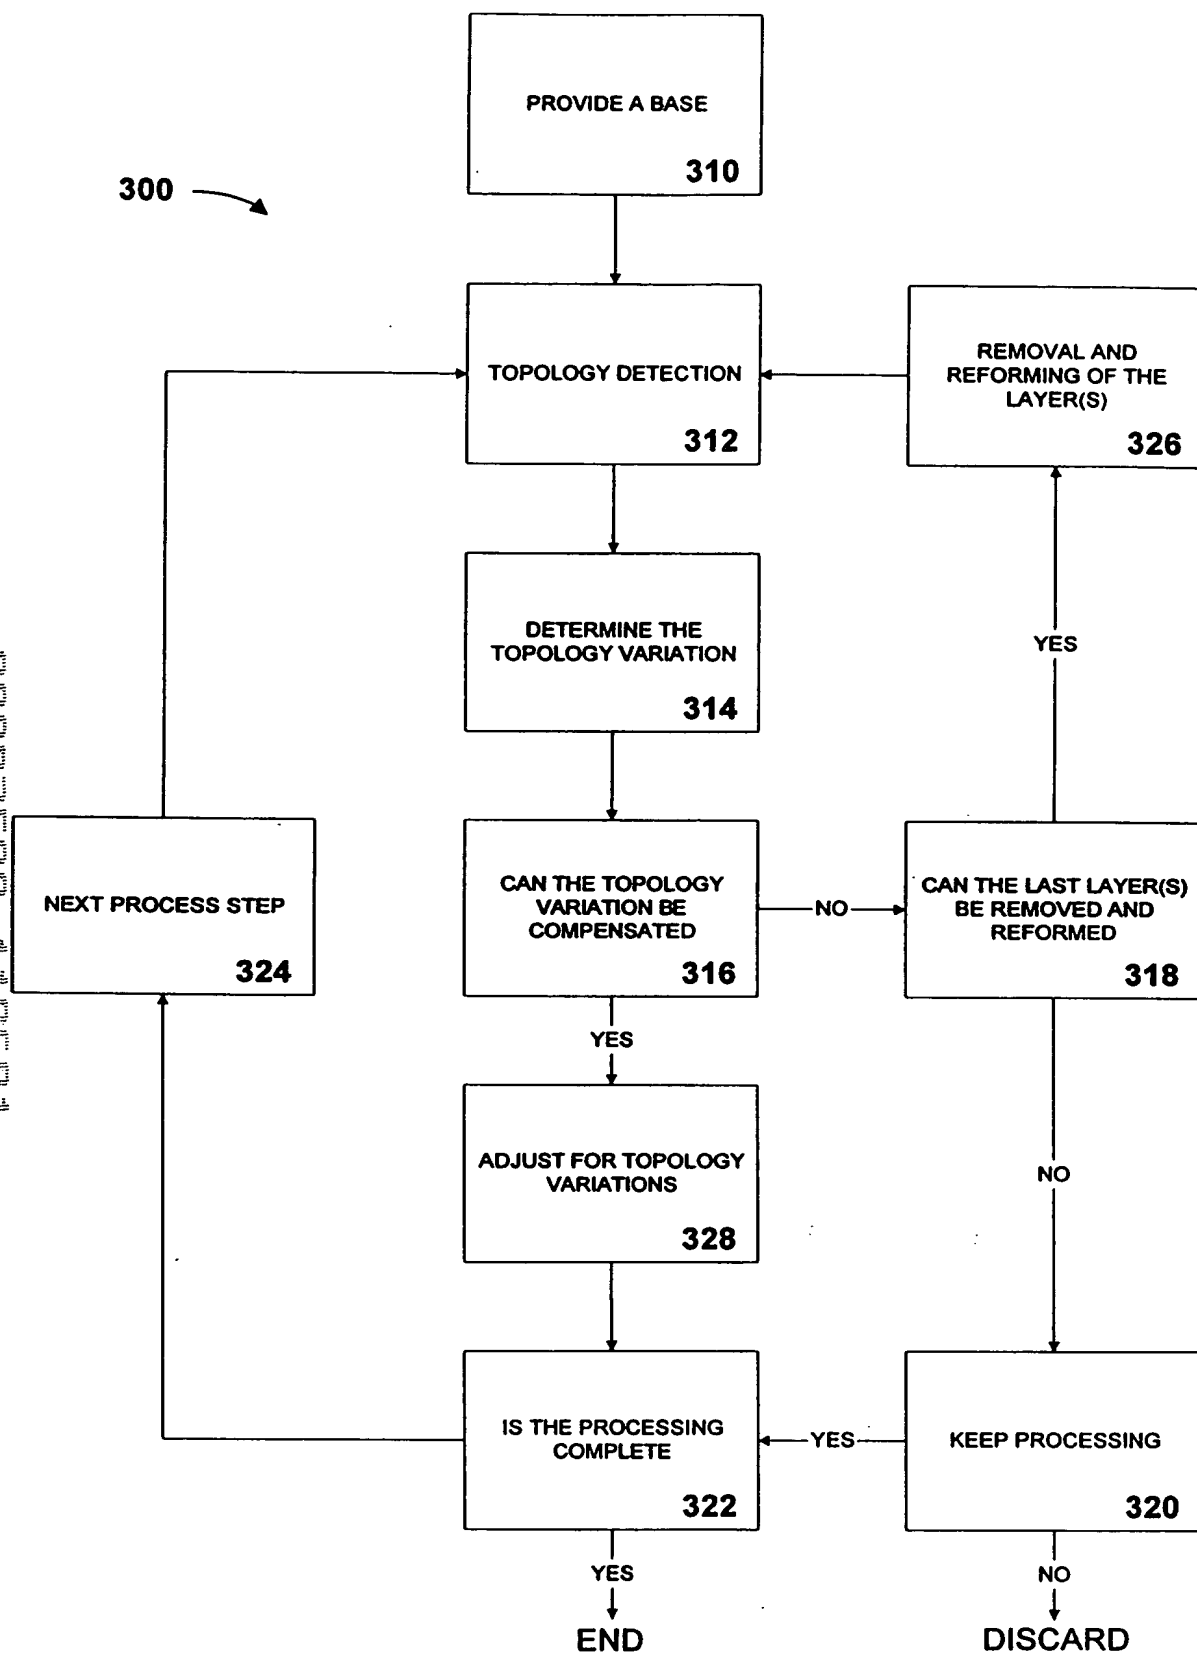 PROVIDE A BASE
310
300
TOPOLOGY DETECTION
312
REMOVAL AND
REFORMING OF THE
LAYER(S)
326
DETERMINE THE
TOPOLOGY VARIATION
314
YES
NEXT PROCESS STEP
324
CAN THE TOPOLOGY
VARIATION BE
COMPENSATED
316
NO
CAN THE LAST LAYER(S)
BE REMOVED AND
REFORMED
318
YES
ADJUST FOR TOPOLOGY
VARIATIONS
328
NO
IS THE PROCESSING
COMPLETE
322
YES
KEEP PROCESSING
320
YES
NO
END
DISCARD